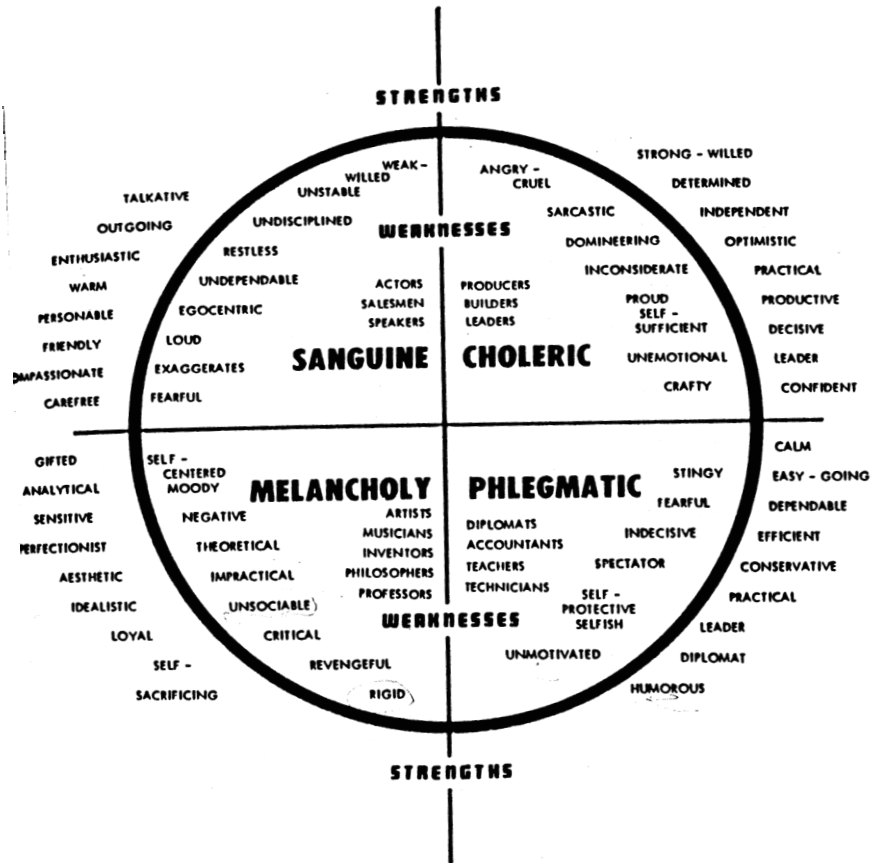 STRENGTHS
TALKATIVE
OUTGOING
ENTHUSIASTIC
WARM
PERSONABLE
FRIENDLY
OMPASSIONATE
CAREFREE
WEAK -
WILLED
UNSTABLE
UNDISCIPLINED
RESTLESS
UNDEPENDABLE
EGOCENTRIC
LOUD
EXAGGERATES
FEARFUL
WEAKNESSES
ACTORS
SALESMEN
SPEAKERS
SANGUINE
PRODUCERS
BUILDERS
LEADERS
CHOLERIC
ANGRY -
CRUEL
SARCASTIC
DOMINEERING
INCONSIDERATE
PROUD
SELF -
SUFFICIENT
UNEMOTIONAL
CRAFTY
STRONG - WILLED
DETERMINED
INDEPENDENT
OPTIMISTIC
PRACTICAL
PRODUCTIVE
DECISIVE
LEADER
CONFIDENT
GIFTED
ANALYTICAL
SENSITIVE
PERFECTIONIST
AESTHETIC
IDEALISTIC
LOYAL
SELF -
SACRIFICING
SELF -
CENTERED
MOODY
NEGATIVE
THEORETICAL
IMPRACTICAL
UNSOCIABLE
CRITICAL
REVENGEFUL
RIGID
MELANCHOLY
ARTISTS
MUSICIANS
INVENTORS
PHILOSOPHERS
PROFESSORS
PHLEGMATIC
DIPLOMATS
ACCOUNTANTS
TEACHERS
TECHNICIANS
WEAKNESSES
STINGY
FEARFUL
INDECISIVE
SPECTATOR
SELF -
PROTECTIVE
SELFISH
UNMOTIVATED
CALM
EASY - GOING
DEPENDABLE
EFFICIENT
CONSERVATIVE
PRACTICAL
LEADER
DIPLOMAT
HUMOROUS
STRENGTHS